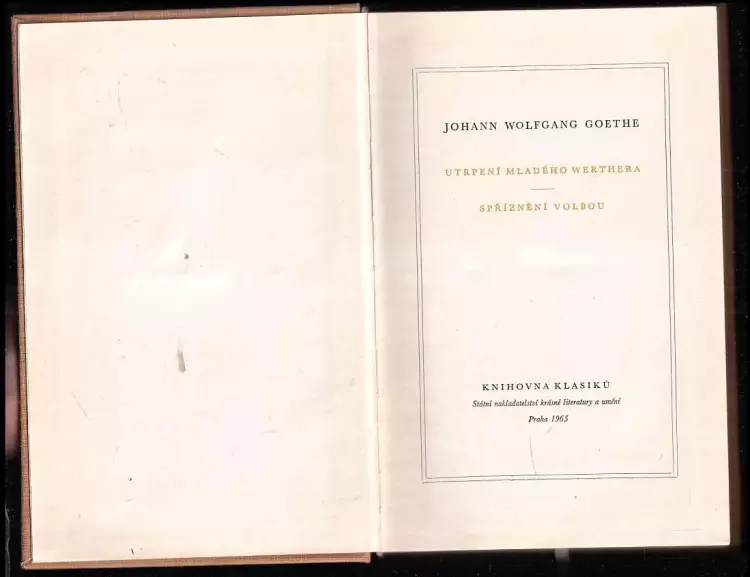 JOHANN WOLFGANG GOETHE
UTRPENÍ MLADÉHO WERTHERA
SPŘÍZNĚNÍ VOLBOU
KNIHOVNA KLASIKŮ
Státní nakladatelství krásné literatury a umění
Praha 1965